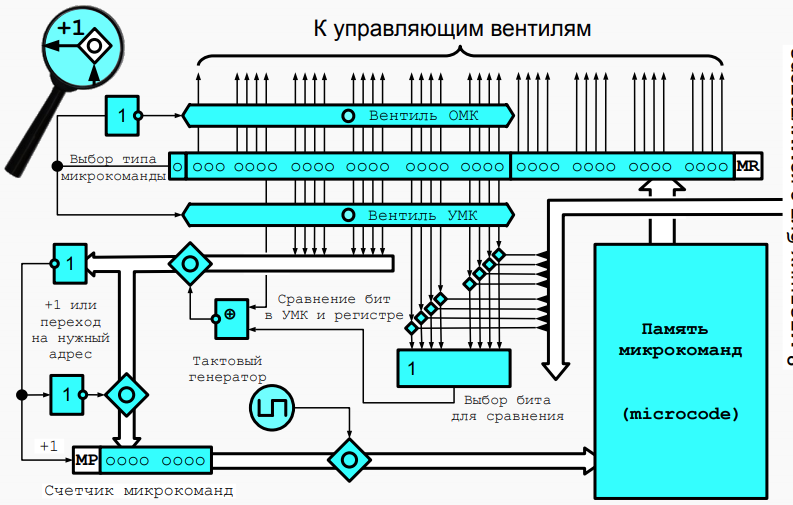 К управляющим вентилям
+1
1
Вентиль ОМК
Выбор типа
микрокоманды
MR
Вентиль УМК
1
+1 или
переход
на нужный
адрес
⊕
Сравнение бит
в УМК и регистре
Тактовый
генератор
1
1
Выбор бита
для сравнения
Память
микрокоманд
(microcode)
+1
MP
Счетчик микрокоманд